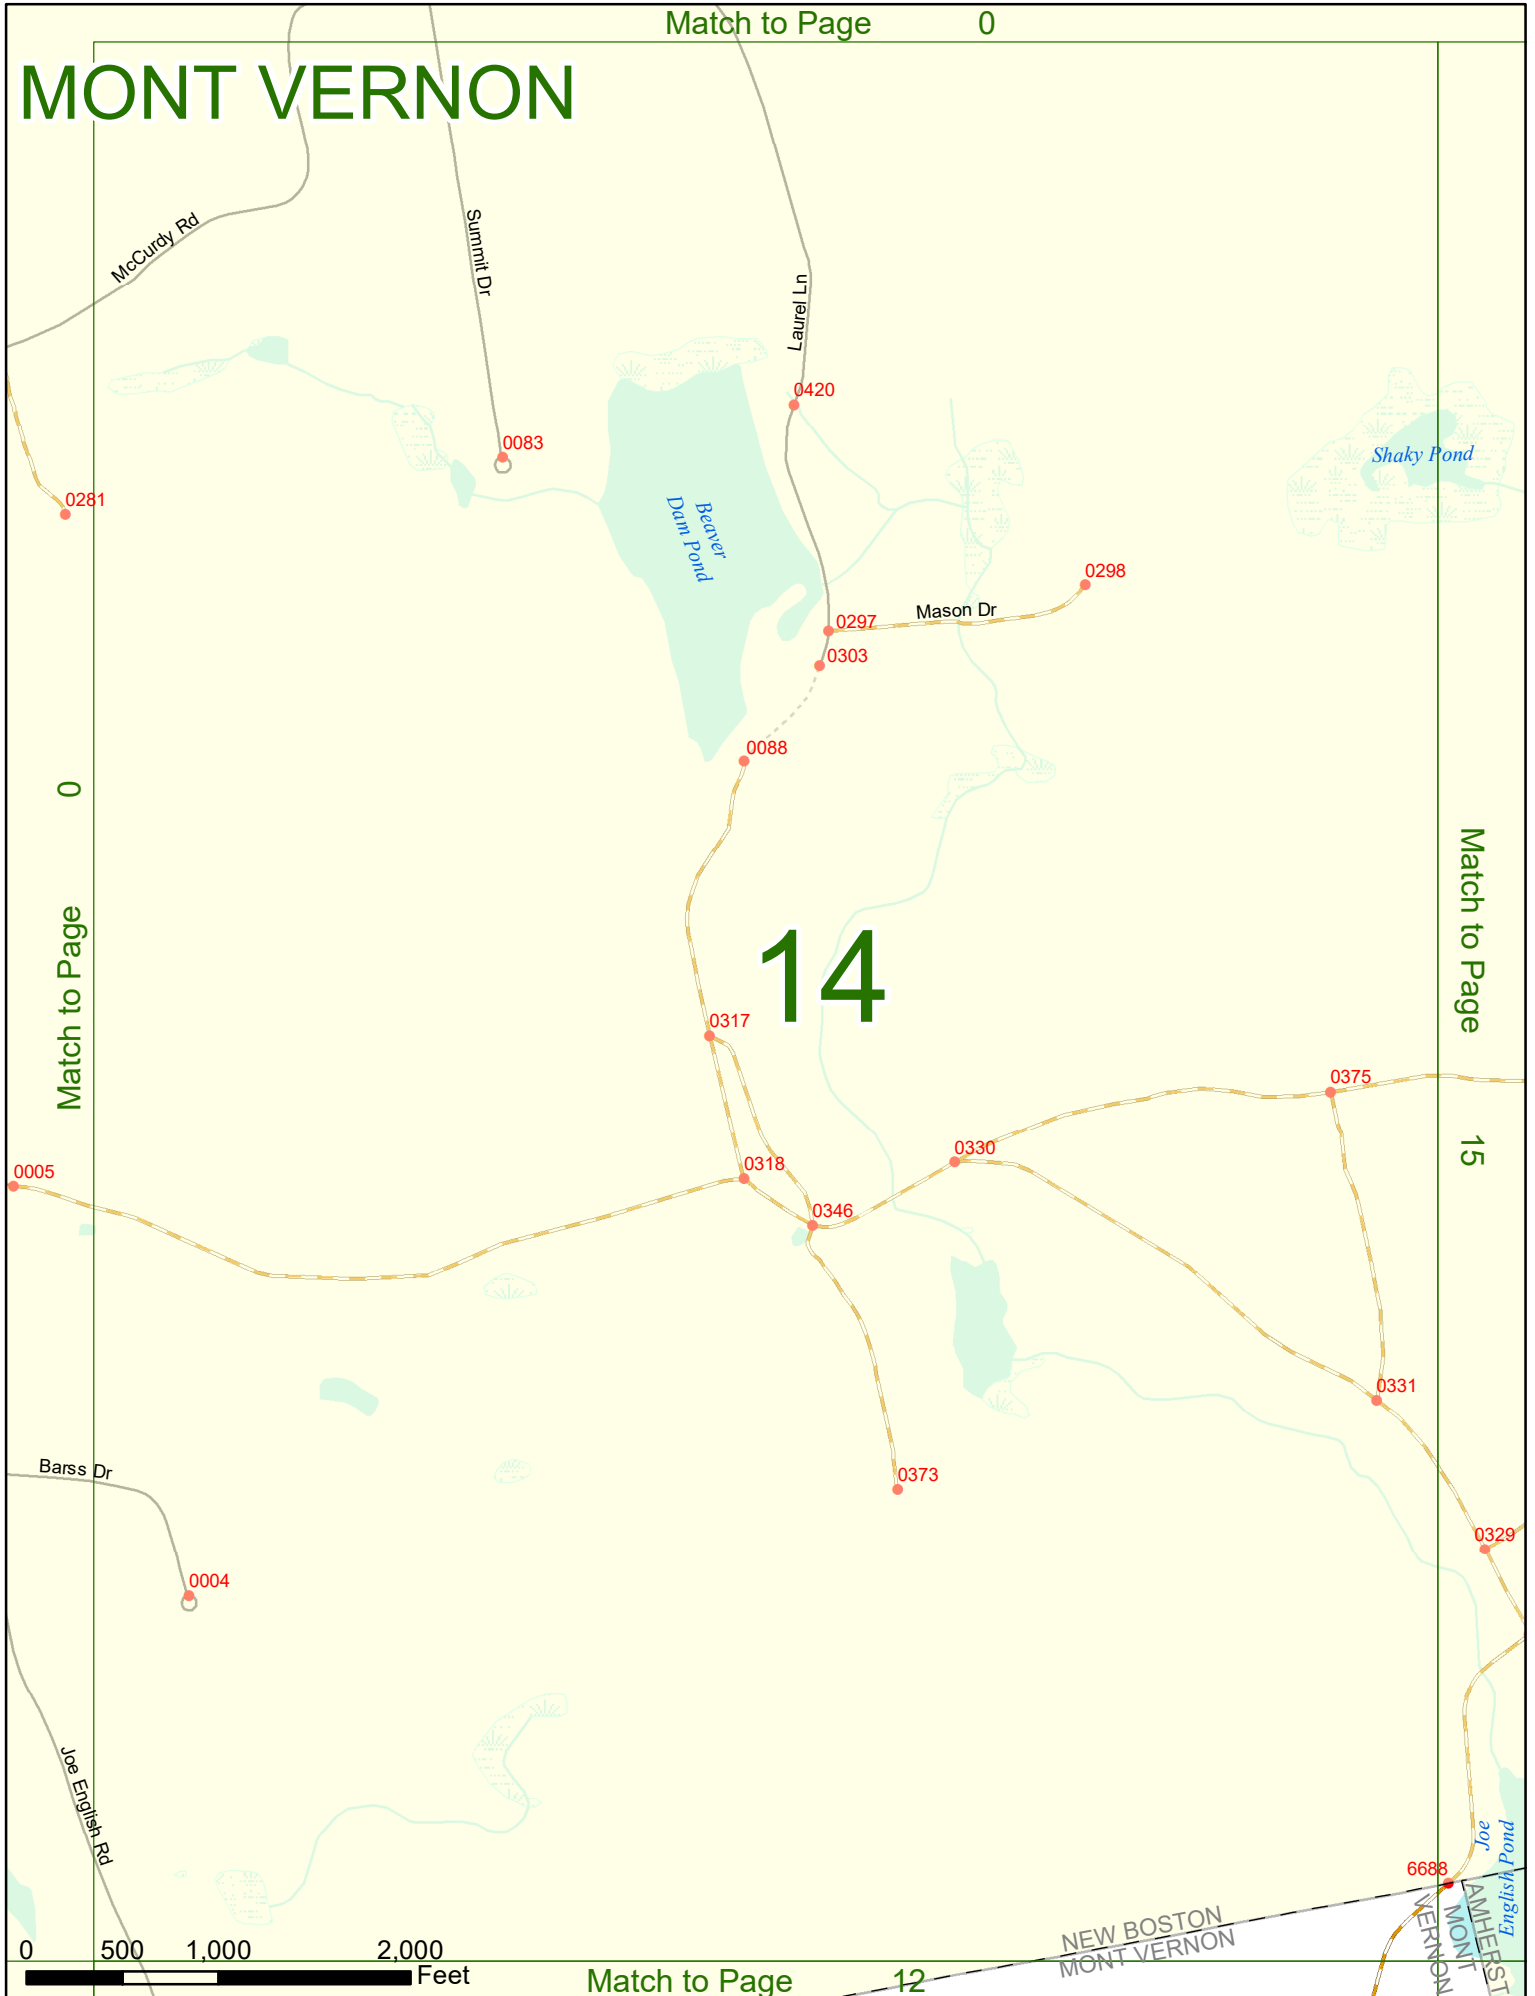 Match to Page 0
MONT VERNON
McCurdy Rd
Summit Dr
Laurel Ln
0420
0083
Shaky Pond
0281
Beaver
Dam Pond
0298
Mason Dr
0297
0303
0088
Match to Page 0
Match to Page 15
14
0317
0375
0330
0318
0005
0346
0331
Barss Dr
0373
0329
0004
Joe English Rd
Joe
English Pond
6688
NEW BOSTON
MONT VERNON
MONT
VERNON
AMHERST
0 500 1,000 2,000
Feet
Match to Page 12